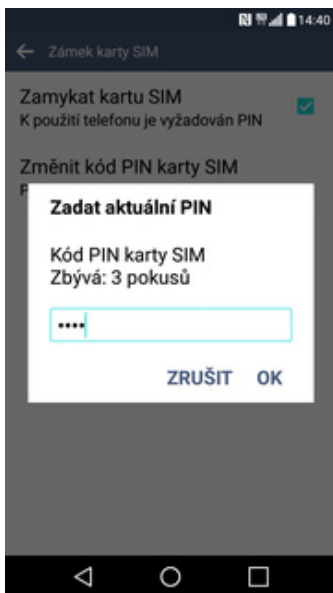 14:40
Zámek karty SIM
Zamykat kartu SIM
K použití telefonu je vyžadován PIN
Změnit kód PIN karty SIM
P
Zadat aktuální PIN
Kód PIN karty SIM
Zbývá: 3 pokusů
••••
ZRUŠIT OK